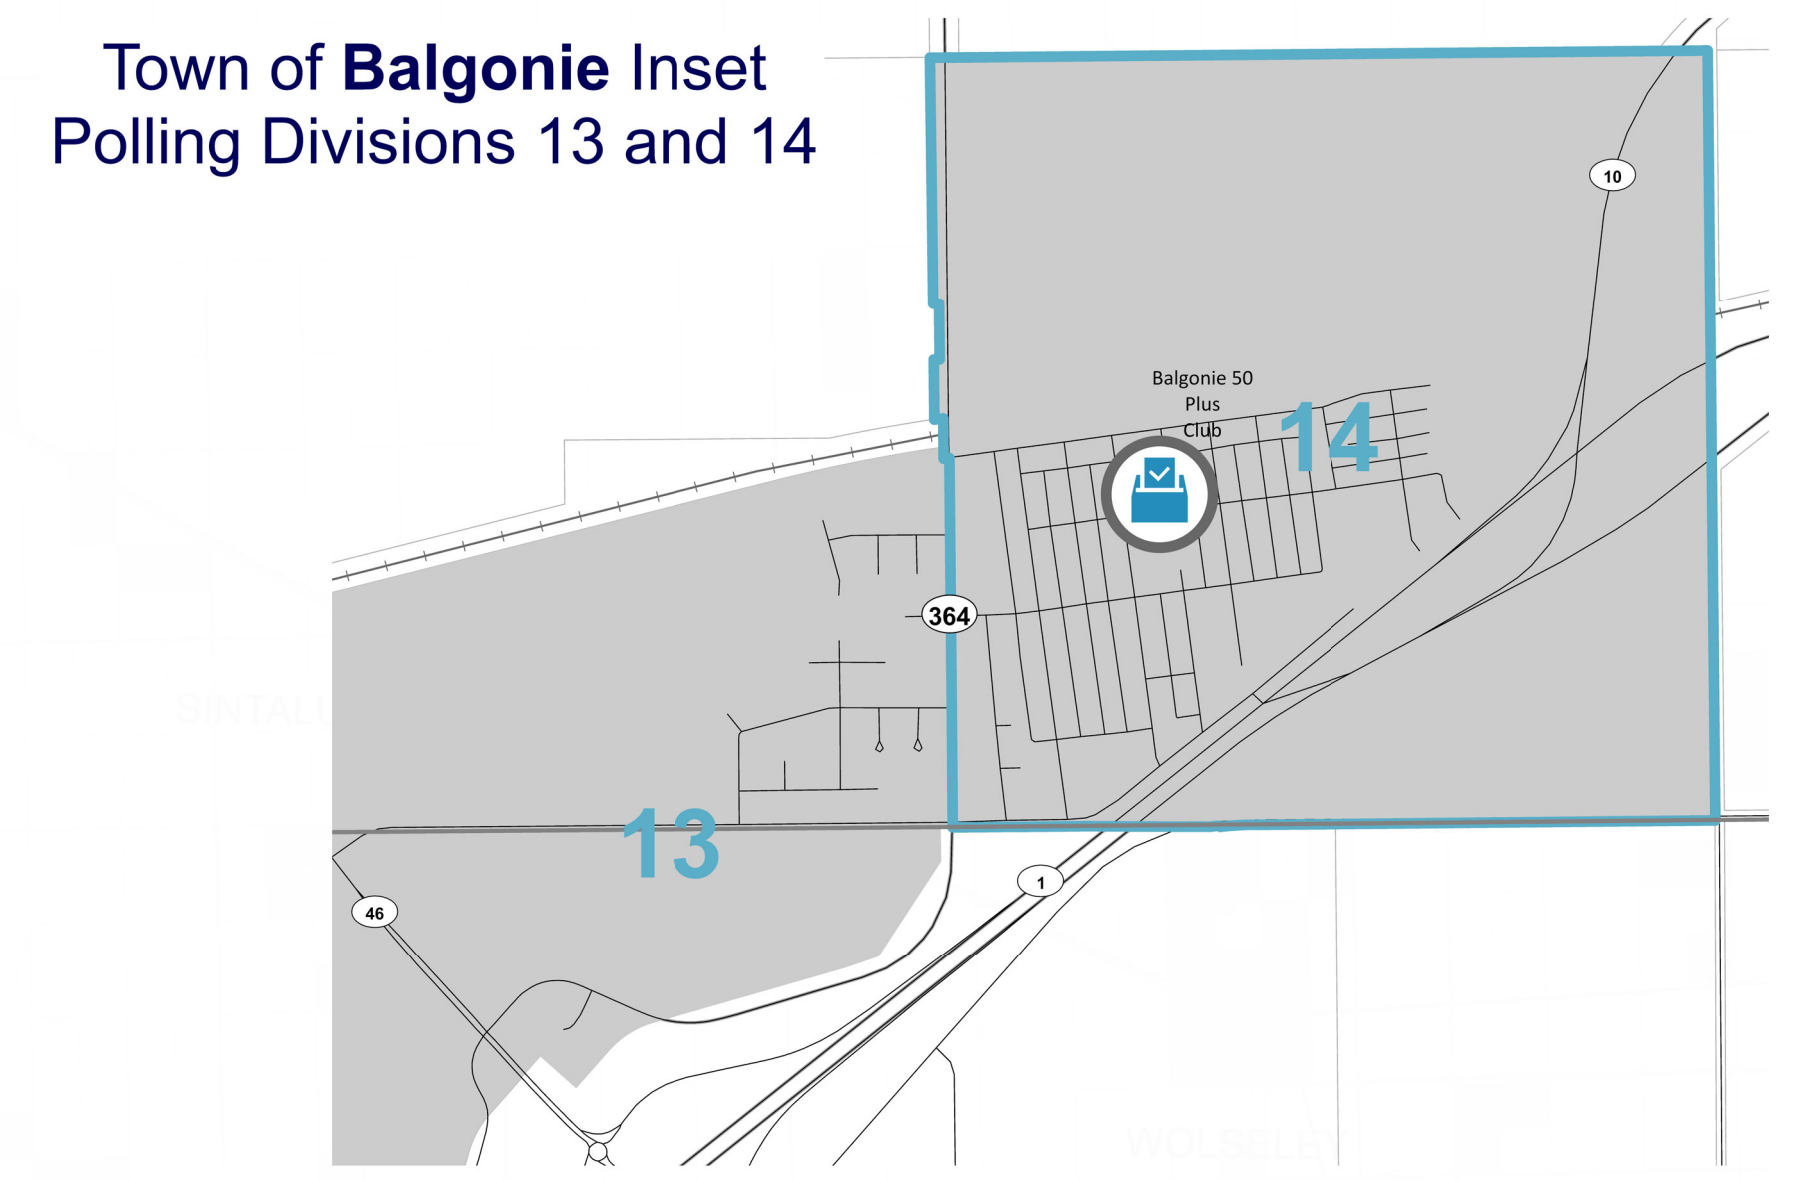 Town of Balgonie Inset
Polling Divisions 13 and 14
10
Balgonie 50
Plus
Club
14
364
13
1
46
WOLSELEY